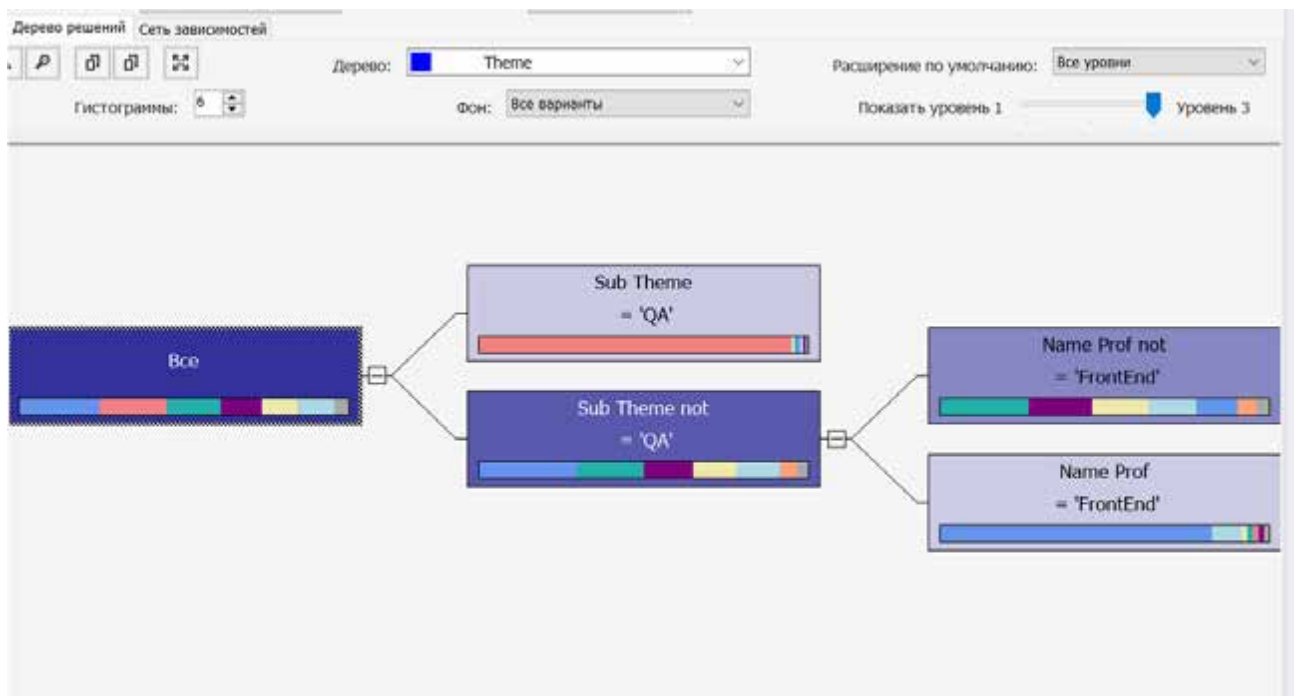 Дерево решений Сеть зависимостей
Дерево: Theme Расширение по умолчанию: Все уровни
Гистограммы: 6 Фон: Все варианты Показать уровень 1 Уровень 3
Sub Theme
= 'QA'
Все
Name Prof not
= 'FrontEnd'
Sub Theme not
= 'QA'
Name Prof
= 'FrontEnd'